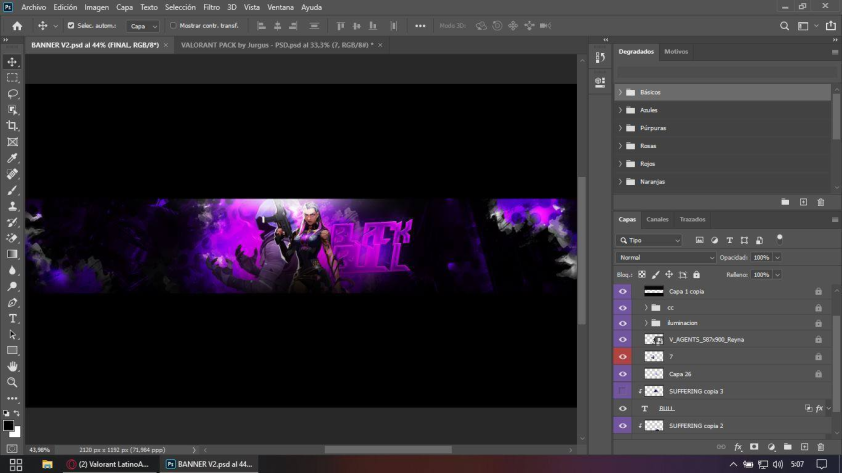 Archivo Edición Imagen Capa Texto Selección Filtro 3D Vista Ventana Ayuda
Selec. autom.: Capa Mostrar contr. transf. Modo 3D:
BANNER V2.psd al 44% (FINAL, RGB/8*) × VALORANT PACK by Jurgus - PSD.psd al 33,3% (7, RGB/8#) * ×
Degradados Motivos
Básicos
Azules
Púrpuras
Rosas
Rojos
Naranjas
BLACK
BULL
Capas Canales Trazados
Tipo
Normal Opacidad: 100%
Bloq.: Relleno: 100%
Capa 1 copia
cc
iluminacion
V_AGENTS_587x900_Reyna
7
Capa 26
SUFFERING copia 3
T BULL fx
SUFFERING copia 2
43,98% 2120 px x 1192 px (71,984 ppp)
(2) Valorant LatinoA... BANNER V2.psd al 44... 5:07